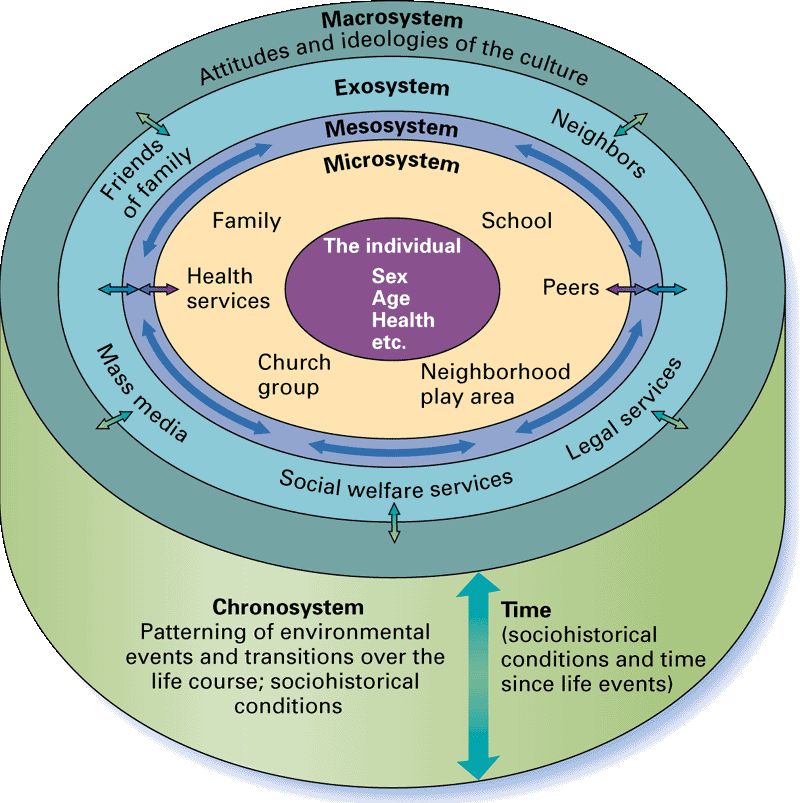 Macrosystem
Attitudes and ideologies of the culture
Exosystem
Mesosystem
Microsystem
Friends
of family
Neighbors
Family
School
The individual
Sex
Age
Health
etc.
Health
services
Peers
Church
group
Neighborhood
play area
Mass media
Legal services
Social welfare services
Chronosystem
Patterning of environmental
events and transitions over the
life course; sociohistorical
conditions
Time
(sociohistorical
conditions and time
since life events)